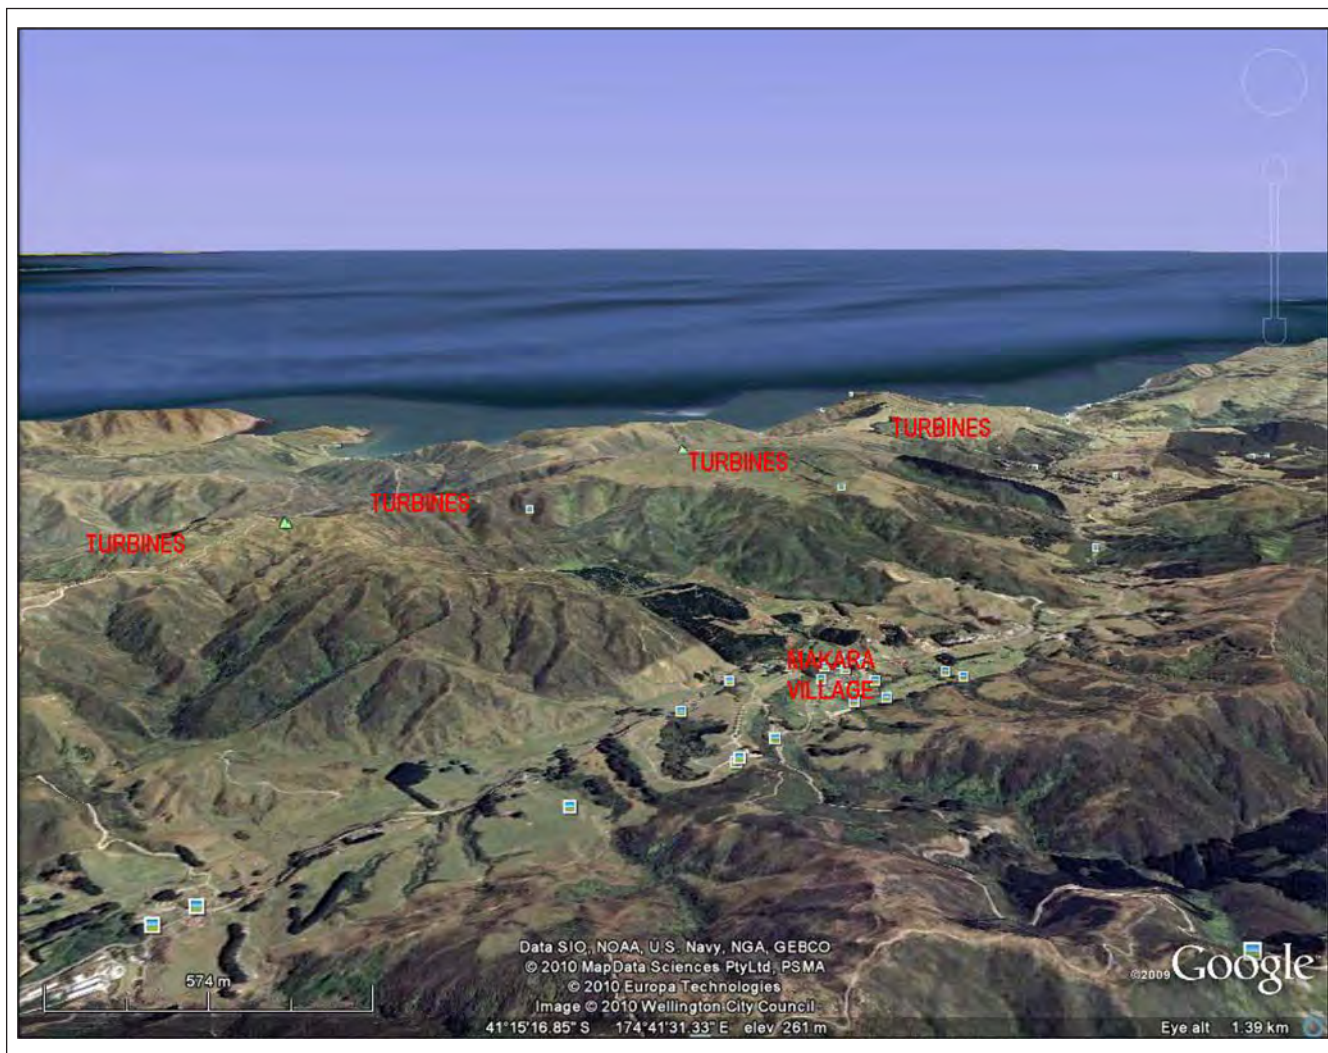 TURBINES
TURBINES
TURBINES
TURBINES
MAKARA
VILLAGE
574 m
Data SIO, NOAA, U.S. Navy, NGA, GEBCO
© 2010 MapData Sciences PtyLtd, PSMA
© 2010 Europa Technologies
Image © 2010 Wellington City Council
©2009 Google
41°15'16.85" S 174°41'31.33" E elev 261 m
Eye alt 1.39 km